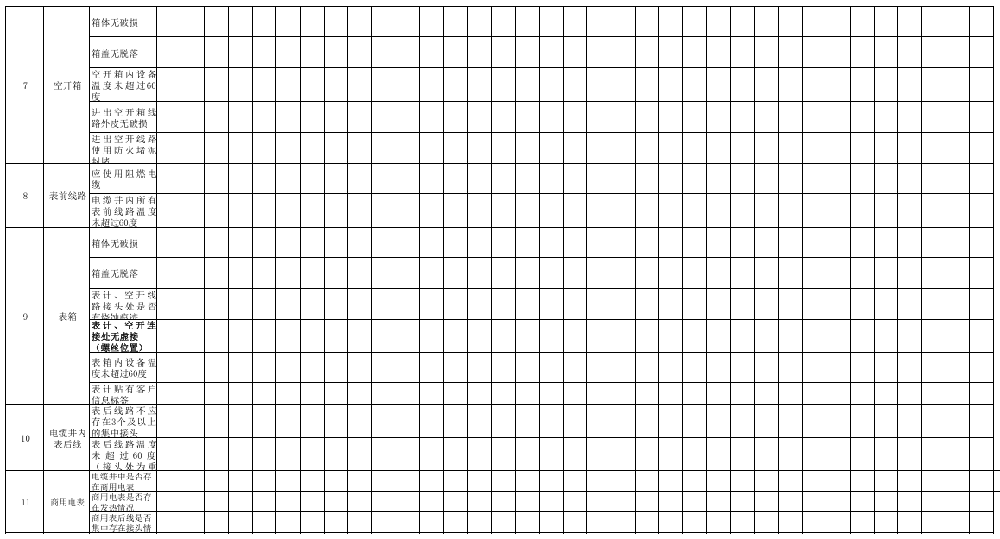 7
空开箱
箱体无破损
箱盖无脱落
空开箱内设备
温度未超过60
度
进出空开箱线
路外皮无破损
进出空开线路
使用防火堵泥
封堵
8
表前线路
应使用阻燃电
缆
电缆井内所有
表前线路温度
未超过60度
9
表箱
箱体无破损
箱盖无脱落
表计、空开线
路接头处是否
有烧蚀痕迹
表计、空开连
接处无虚接
（螺丝位置）
表箱内设备温
度未超过60度
表计贴有客户
信息标签
10
电缆井内
表后线
表后线路不应
存在3个及以上
的集中接头
表后线路温度
未超过60度
（接头处为重
11
商用电表
电缆井中是否存
在商用电表
商用电表是否存
在发热情况
商用表后线是否
集中存在接头情